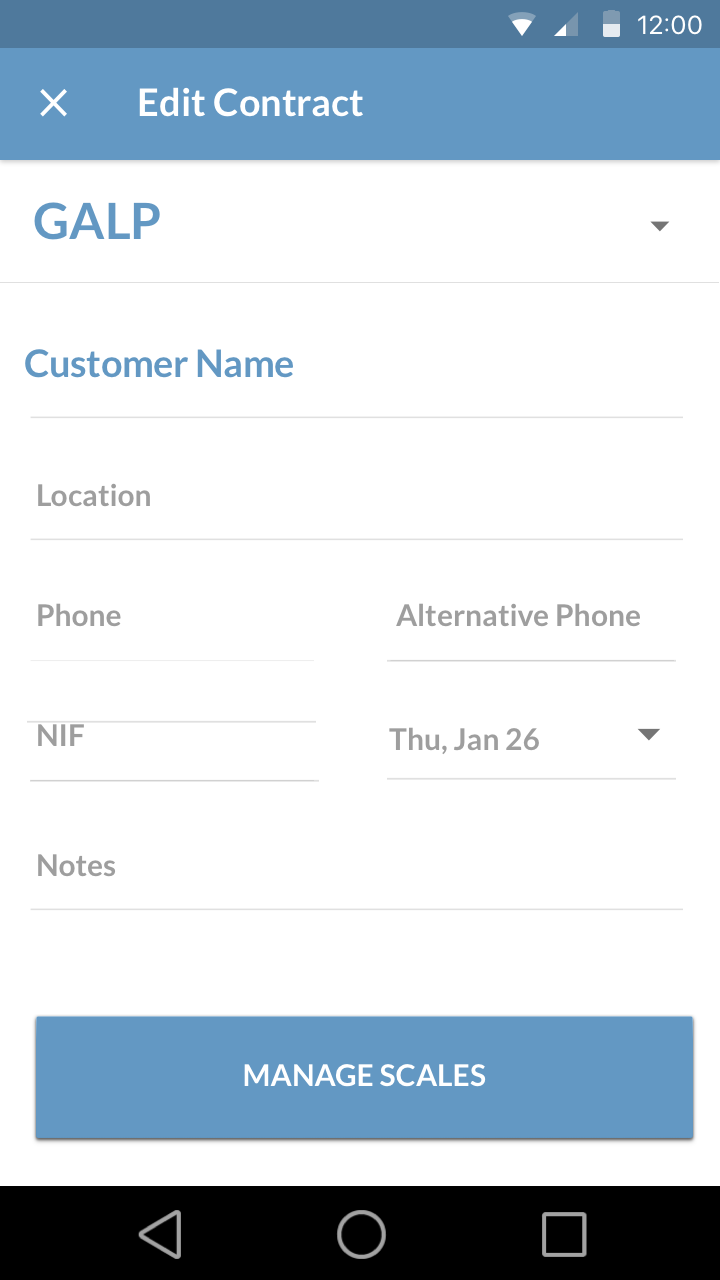 12:00
Edit Contract
GALP
Customer Name
Location
Phone
Alternative Phone
NIF
Thu, Jan 26
Notes
MANAGE SCALES